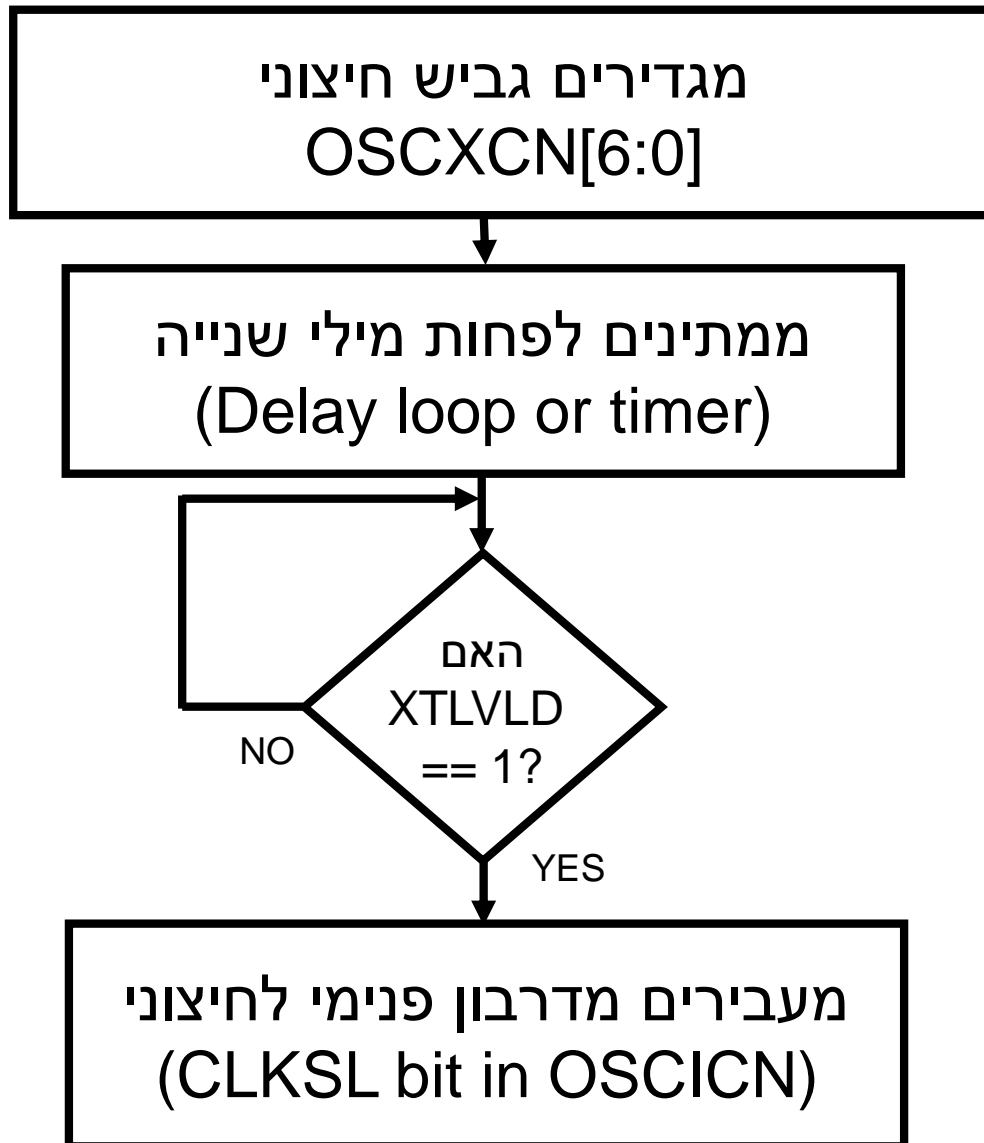 מגדירים גביש חיצוני
OSCXCN[6:0]
ממתינים לפחות מילי שנייה
(Delay loop or timer)
האם
XTLVLD
== 1?
NO
YES
מעבירים מדרבון פנימי לחיצוני
(CLKSL bit in OSCICN)